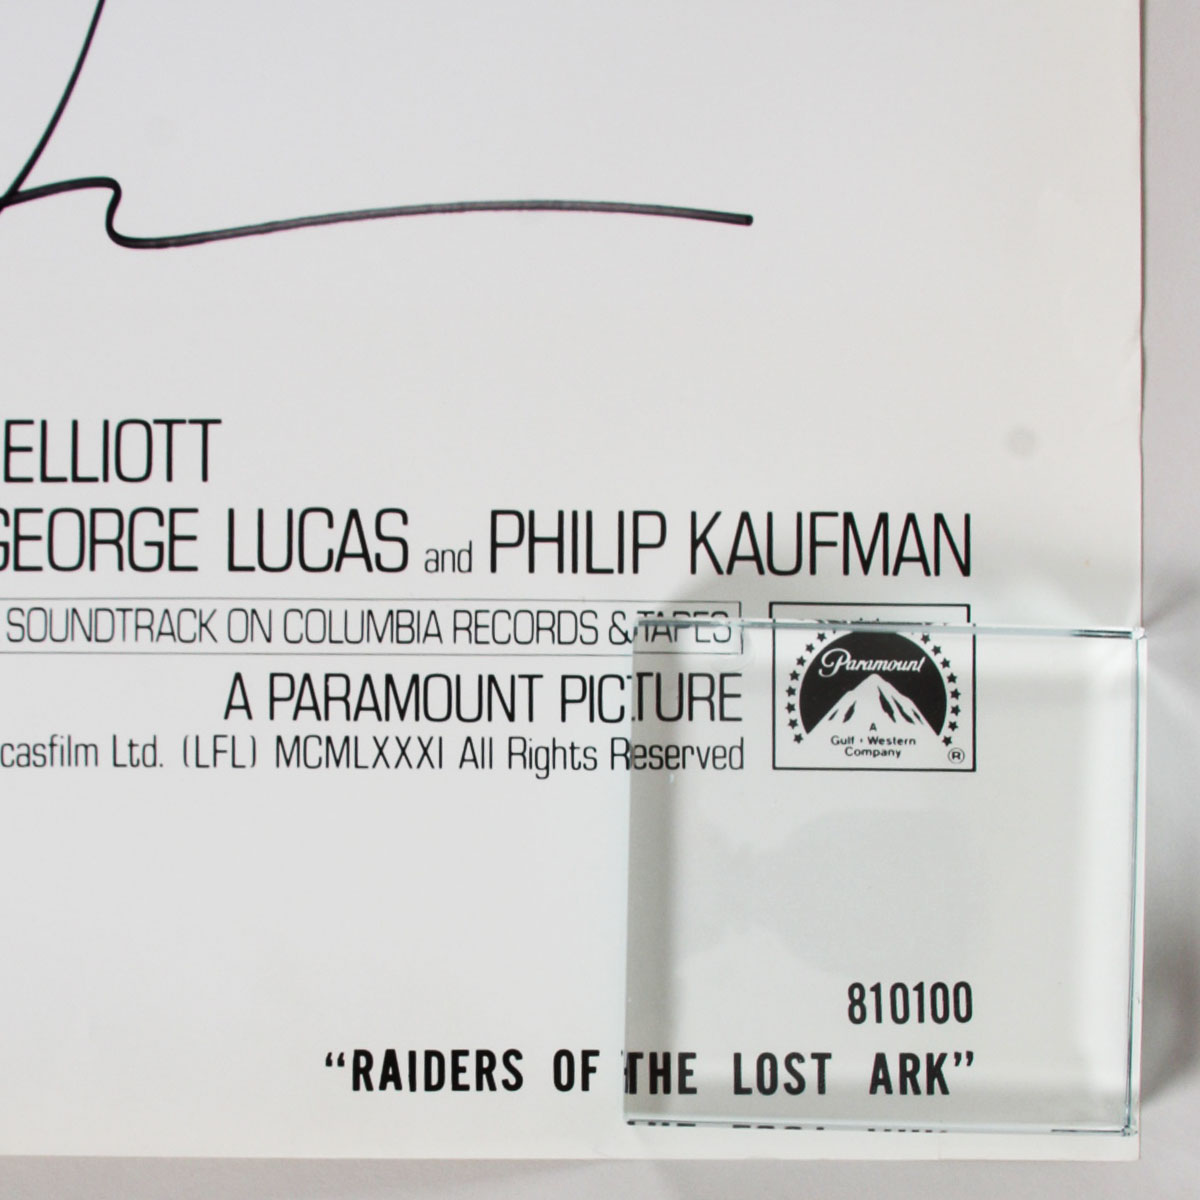 ELLIOTT
GEORGE LUCAS and PHILIP KAUFMAN
SOUNDTRACK ON COLUMBIA RECORDS & TAPES
A PARAMOUNT PICTURE
casfilm Ltd. (LFL) MCMLXXXI All Rights Reserved
Paramount
A
Gulf + Western
Company
®
810100
“RAIDERS OF THE LOST ARK”